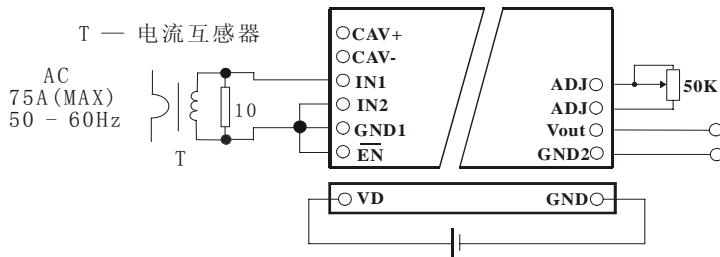 T — 电流互感器
AC
75A(MAX)
50 – 60Hz
T
10
CAV+
CAV-
IN1
IN2
GND1
EN
ADJ
ADJ
Vout
GND2
50K
VD
GND